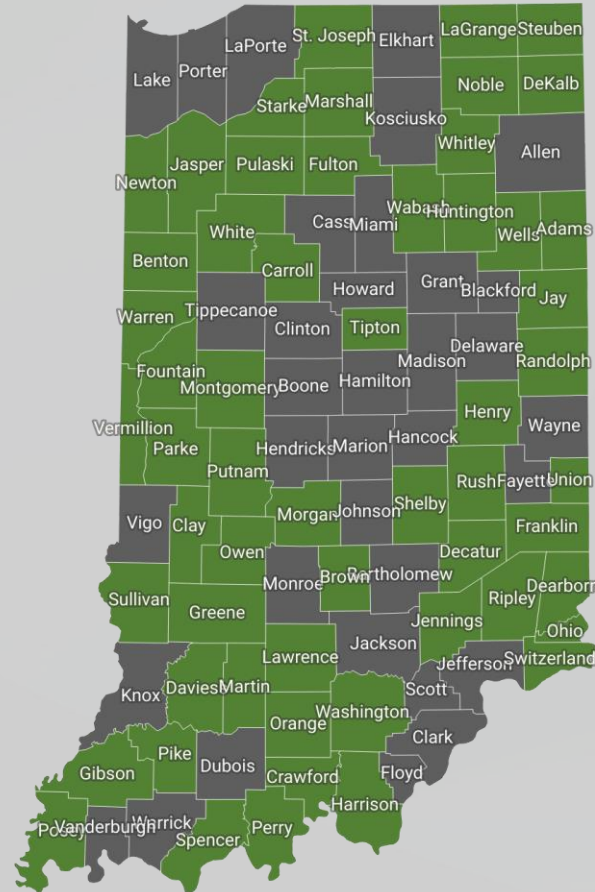 St. Joseph
LaGrange
Steuben
LaPorte
Elkhart
Porter
Lake
Noble
DeKalb
Starke
Marshall
Kosciusko
Whitley
Allen
Jasper
Pulaski
Fulton
Newton
Wabash
Huntington
Cass
Miami
White
Wells
Adams
Benton
Carroll
Grant
Howard
Blackford
Jay
Warren
Tippecanoe
Clinton
Tipton
Delaware
Madison
Randolph
Fountain
Montgomery
Boone
Hamilton
Henry
Vermillion
Wayne
Parke
Hendricks
Marion
Hancock
Putnam
Rush
Fayette
Union
Shelby
Morgan
Johnson
Vigo
Clay
Franklin
Owen
Decatur
Monroe
Brown
Bartholomew
Dearborn
Sullivan
Ripley
Greene
Jennings
Ohio
Jackson
Lawrence
Jefferson
Switzerland
Knox
Daviess
Martin
Scott
Washington
Orange
Clark
Pike
Dubois
Gibson
Crawford
Floyd
Harrison
Posey
Vanderburgh
Warrick
Perry
Spencer